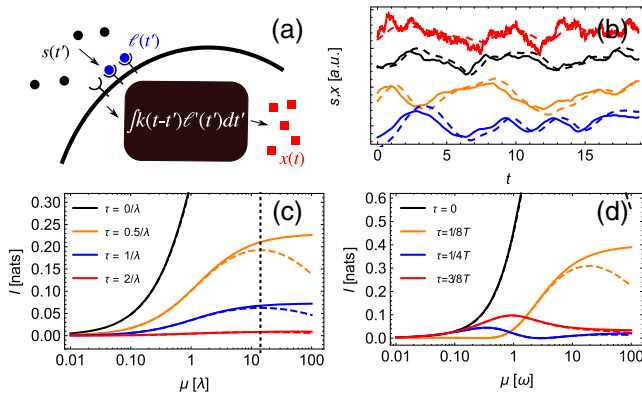 (a)
s(t′)
ℓ(t′)
∫k(t-t′)ℓ′(t′)dt′
x(t)
(b)
s,x [a.u.]
0 5 10 15
t
(c)
I [nats]
0.30
0.25
0.20
0.15
0.10
0.05
0.00
τ = 0/λ
τ = 0.5/λ
τ = 1/λ
τ = 2/λ
0.01 0.10 1 10 100
μ [λ]
(d)
I [nats]
0.6
0.5
0.4
0.3
0.2
0.1
0.0
τ = 0
τ=1/8T
τ=1/4T
τ=3/8T
0.01 0.10 1 10 100
μ [ω]